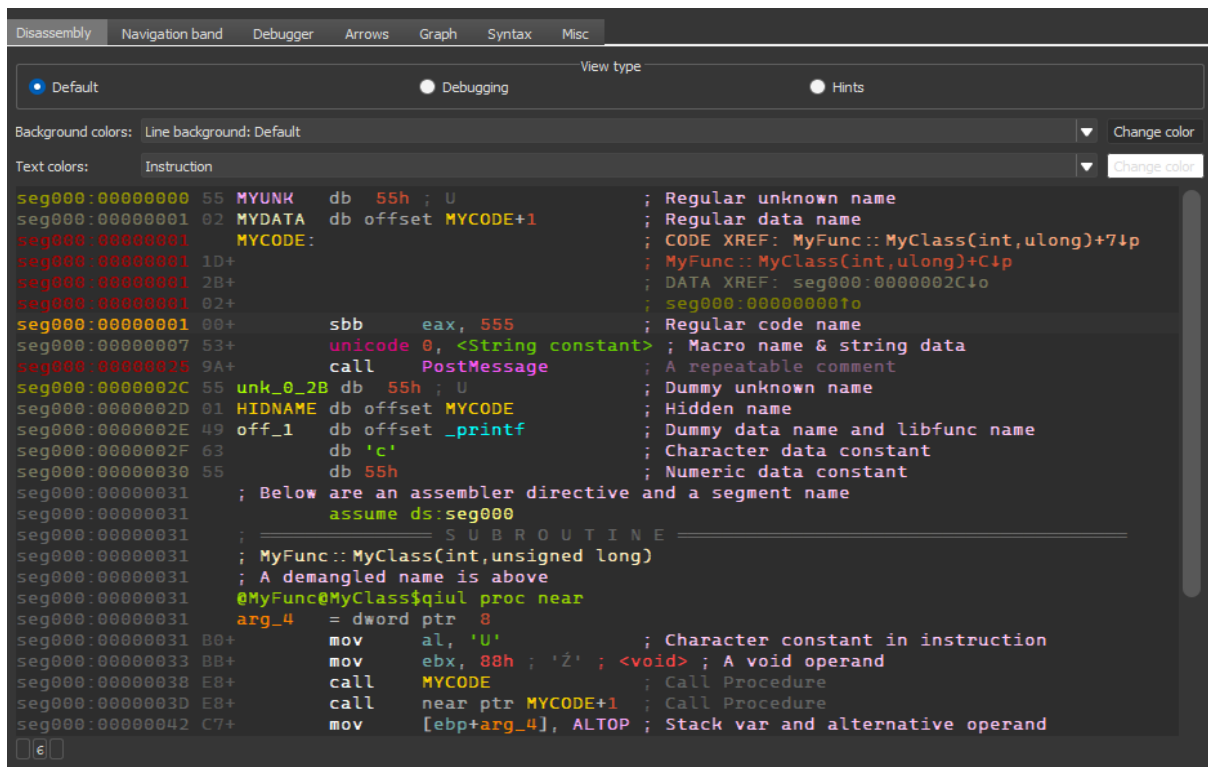 Disassembly Navigation band Debugger Arrows Graph Syntax Misc
View type
Default Debugging Hints
Background colors: Line background: Default Change color
Text colors: Instruction Change color
seg000:00000000 55 MYUNK db 55h ; U ; Regular unknown name
seg000:00000001 02 MYDATA db offset MYCODE+1 ; Regular data name
seg000:00000001 MYCODE: ; CODE XREF: MyFunc::MyClass(int,ulong)+7↓p
seg000:00000001 1D+ ; MyFunc::MyClass(int,ulong)+C↓p
seg000:00000001 2B+ ; DATA XREF: seg000:0000002C↓o
seg000:00000001 02+ ; seg000:00000000↑o
seg000:00000001 00+ sbb eax, 555 ; Regular code name
seg000:00000007 53+ unicode 0, <String constant> ; Macro name & string data
seg000:00000025 9A+ call PostMessage ; A repeatable comment
seg000:0000002C 55 unk_0_2B db 55h ; U ; Dummy unknown name
seg000:0000002D 01 HIDNAME db offset MYCODE ; Hidden name
seg000:0000002E 49 off_1 db offset _printf ; Dummy data name and libfunc name
seg000:0000002F 63 db 'c' ; Character data constant
seg000:00000030 55 db 55h ; Numeric data constant
seg000:00000031 ; Below are an assembler directive and a segment name
seg000:00000031 assume ds:seg000
seg000:00000031 ; ═══════════════ S U B R O U T I N E ═══════════════════════════════════════
seg000:00000031 ; MyFunc::MyClass(int,unsigned long)
seg000:00000031 ; A demangled name is above
seg000:00000031 @MyFunc@MyClass$qiul proc near
seg000:00000031 arg_4 = dword ptr 8
seg000:00000031 B0+ mov al, 'U' ; Character constant in instruction
seg000:00000033 BB+ mov ebx, 88h ; 'Ź' ; <void> ; A void operand
seg000:00000038 E8+ call MYCODE ; Call Procedure
seg000:0000003D E8+ call near ptr MYCODE+1 ; Call Procedure
seg000:00000042 C7+ mov [ebp+arg_4], ALTOP ; Stack var and alternative operand